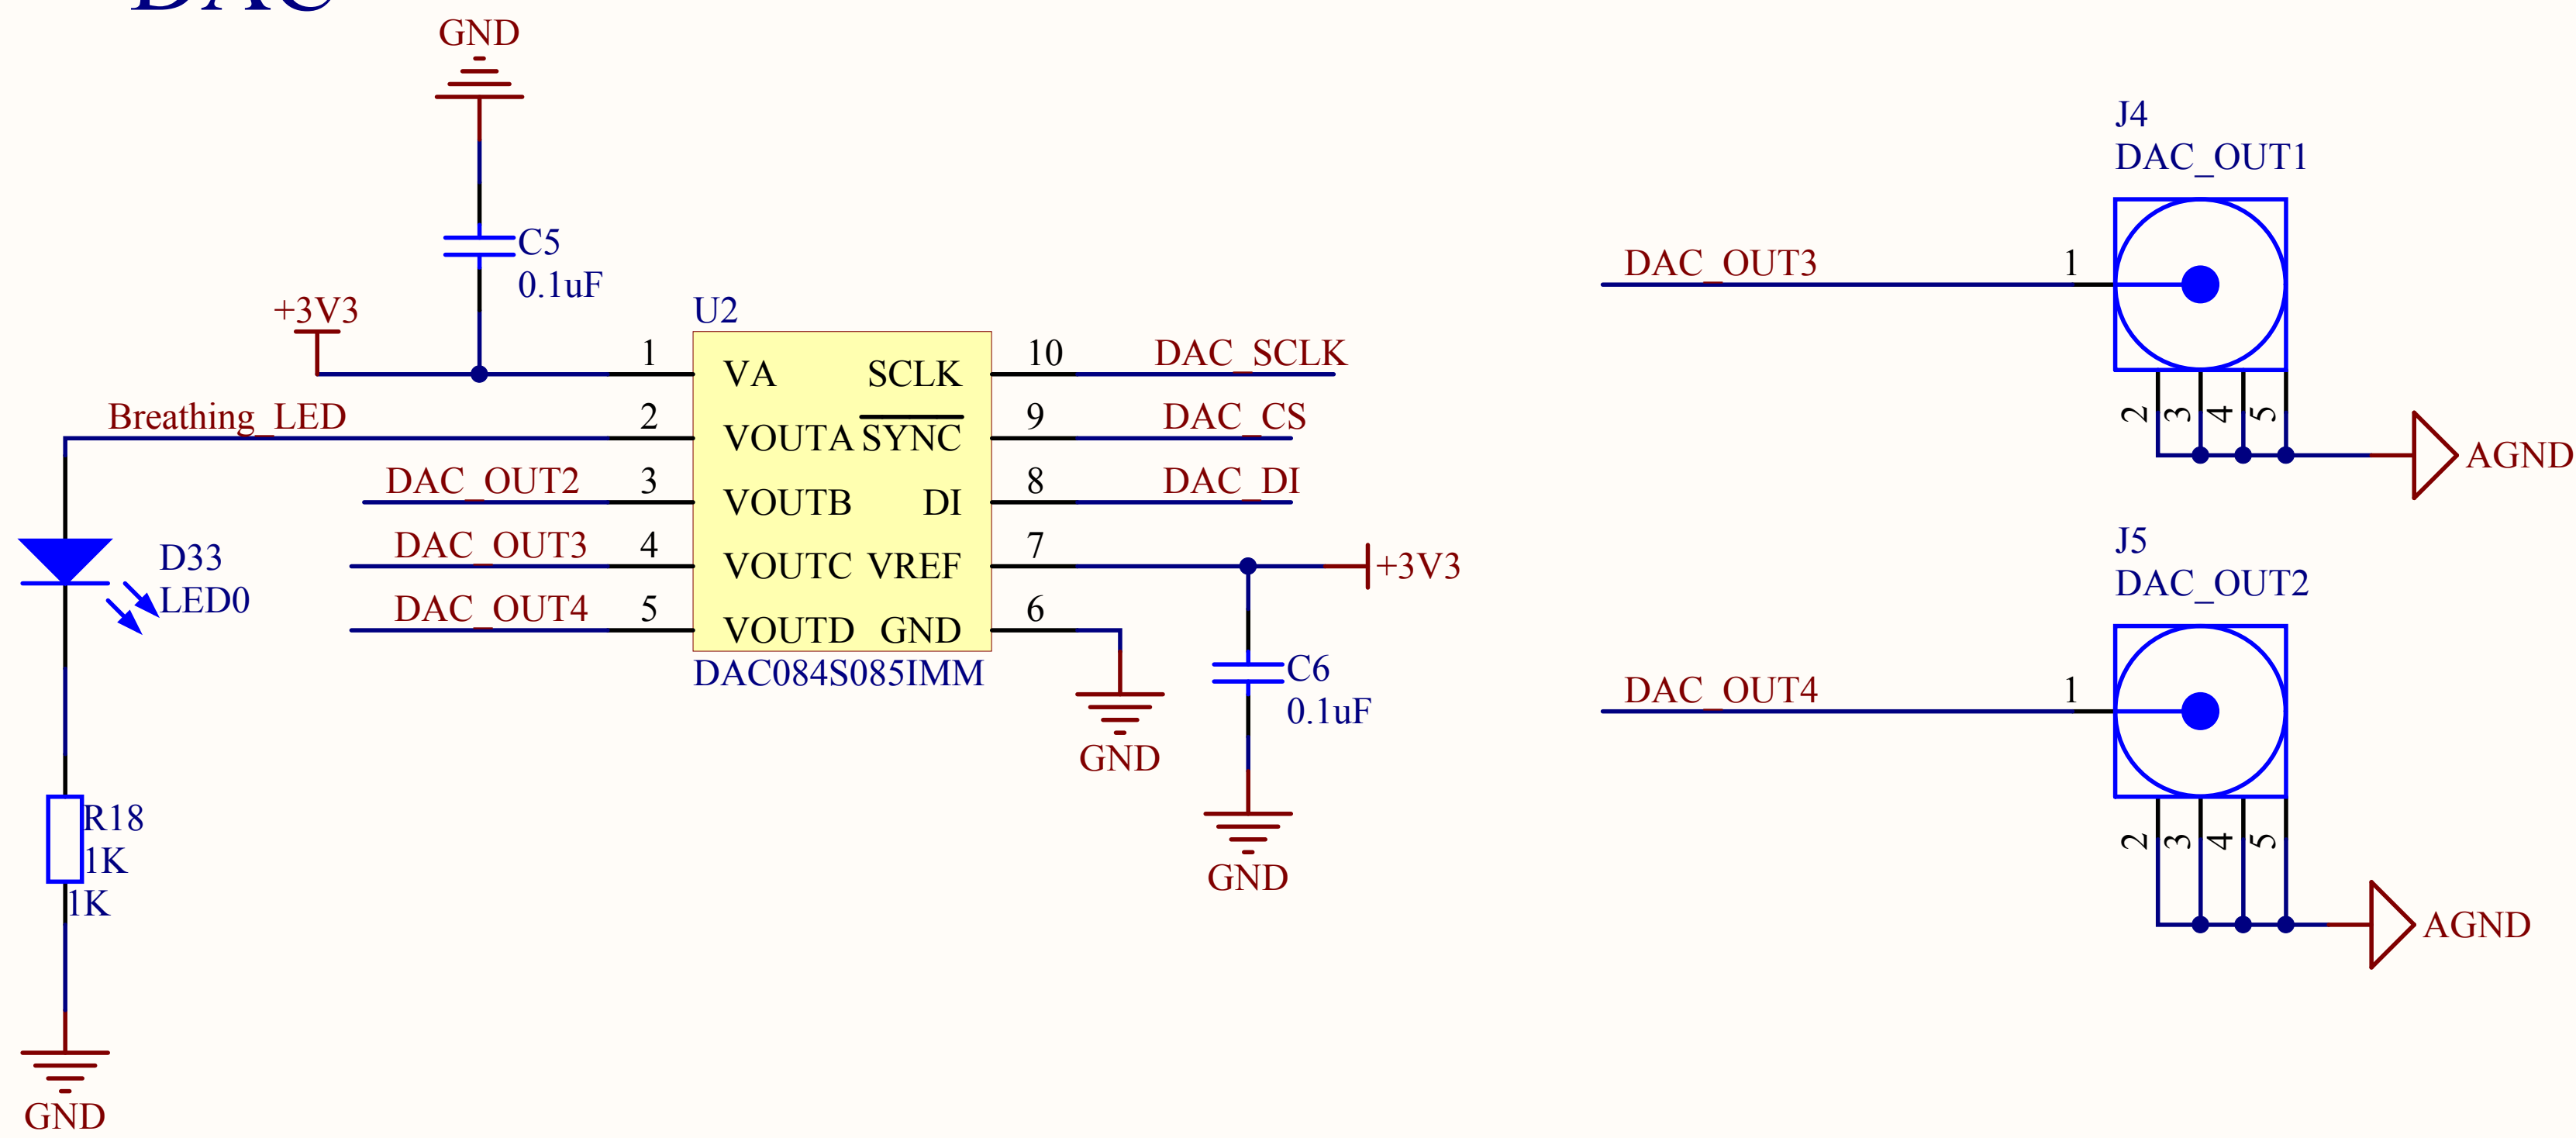 DAC
GND
C5
0.1uF
+3V3
U2
1
VA
SCLK
10
DAC_SCLK
Breathing_LED
2
VOUTA
SYNC
9
DAC_CS
DAC_OUT2
3
VOUTB
DI
8
DAC_DI
DAC_OUT3
4
VOUTC
VREF
7
+3V3
DAC_OUT4
5
VOUTD
GND
6
DAC084S085IMM
GND
C6
0.1uF
GND
D33
LED0
R18
1K
1K
GND
J4
DAC_OUT1
DAC_OUT3
1
2
3
4
5
AGND
J5
DAC_OUT2
DAC_OUT4
1
2
3
4
5
AGND